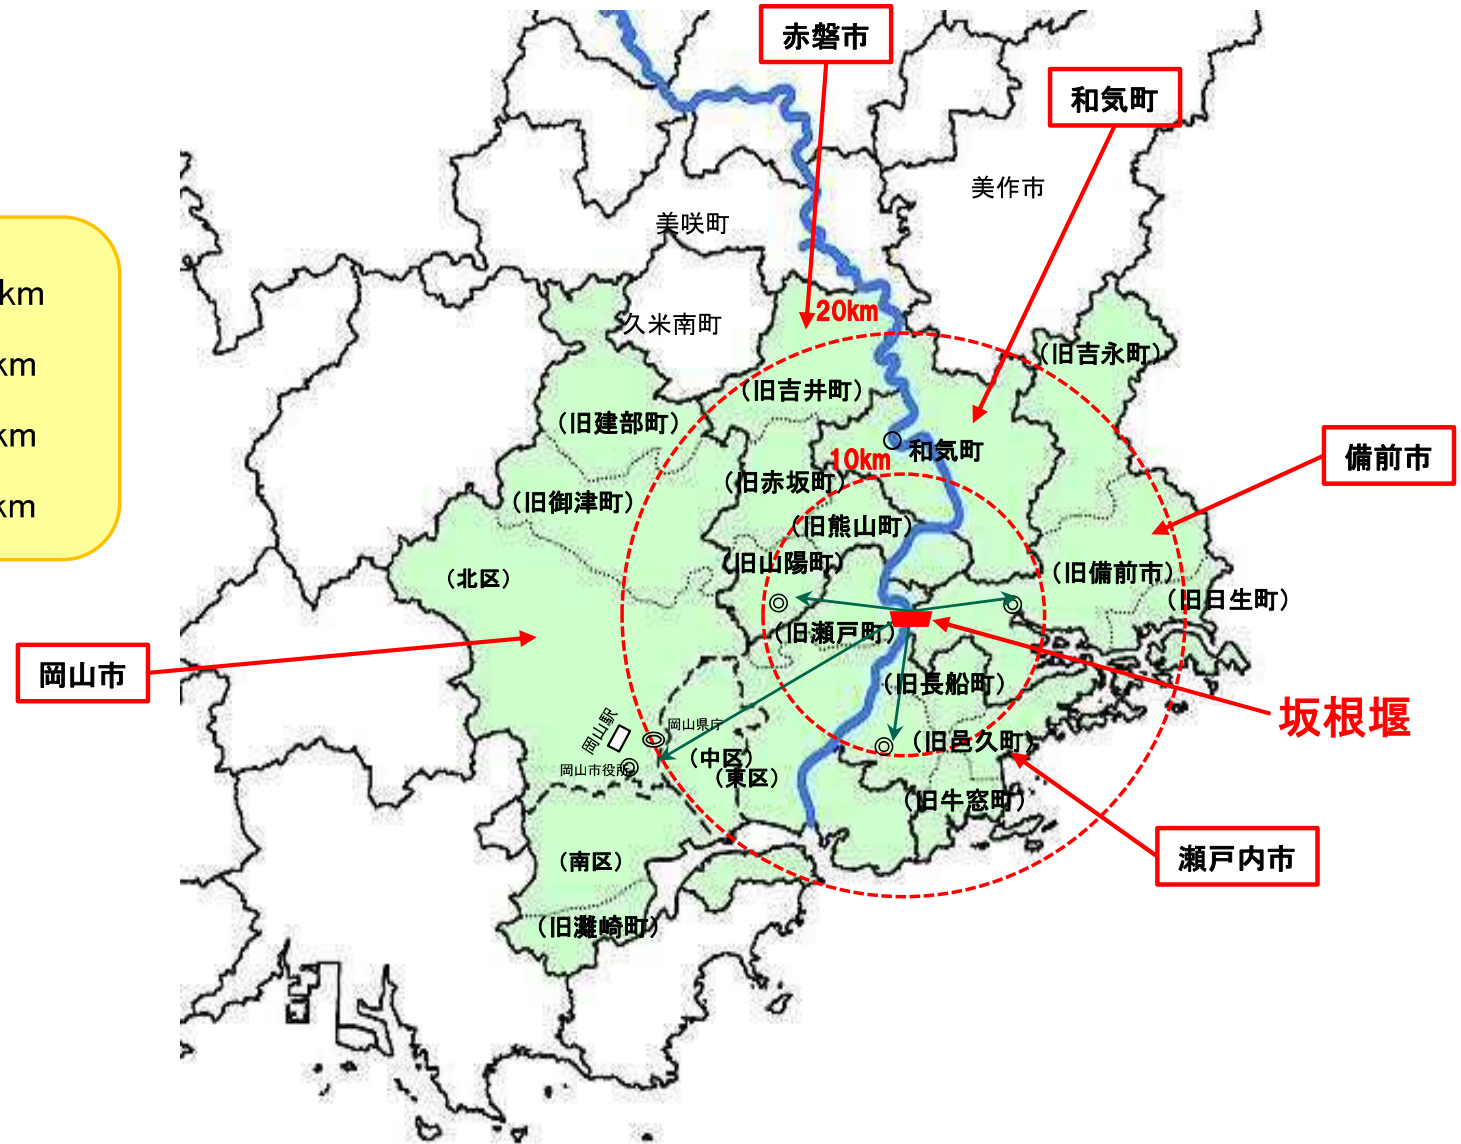 赤磐市
和気町
美作市
美咲町
km
20km
久米南町
(旧吉永町)
km
(旧吉井町)
(旧建部町)
km
和気町
10km
備前市
(旧赤坂町)
(旧御津町)
km
(旧熊山町)
(旧山陽町)
(旧備前市)
(北区)
(旧日生町)
(旧瀬戸町)
岡山市
(旧長船町)
坂根堰
岡山駅
岡山県庁
(旧邑久町)
(中区)
岡山市役所
(東区)
(旧牛窓町)
瀬戸内市
(南区)
(旧灘崎町)